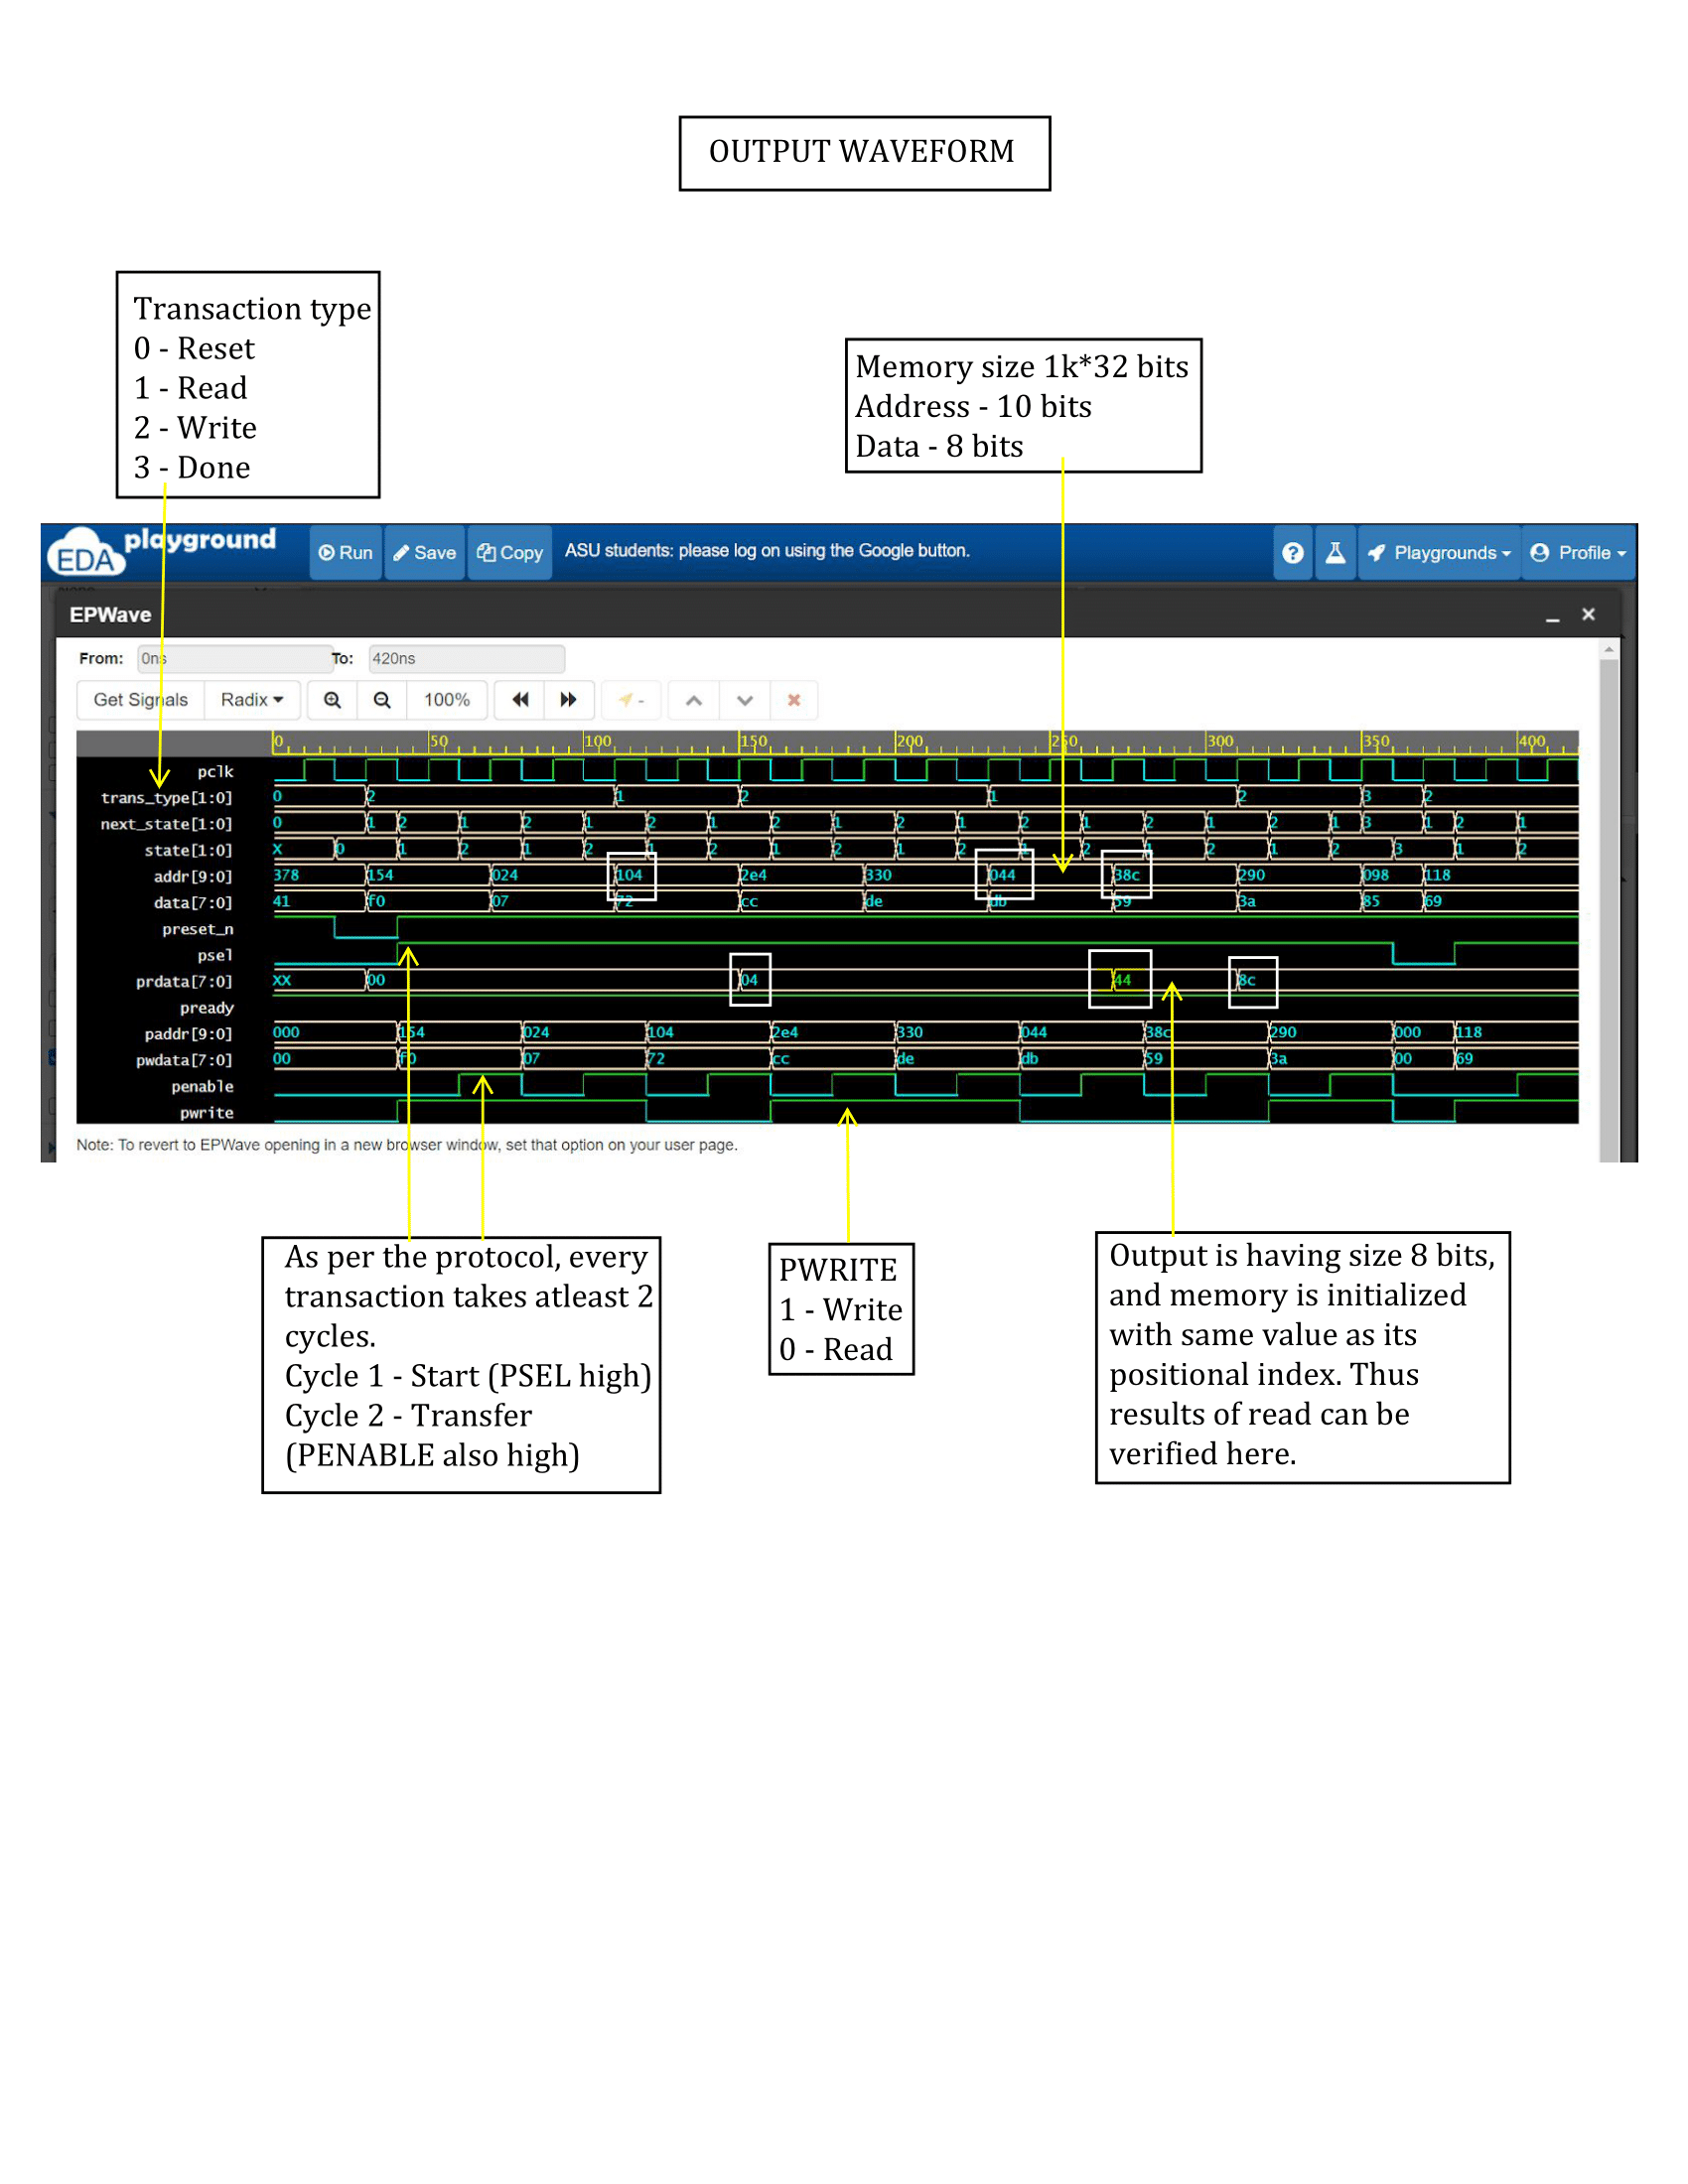 OUTPUT WAVEFORM
Transaction type
0 - Reset
1 - Read
2 - Write
3 - Done
Memory size 1k*32 bits
Address - 10 bits
Data - 8 bits
EDA playground Run Save Copy ASU students: please log on using the Google button. ? Playgrounds Profile
EPWave
From: 0ns To: 420ns
Get Signals Radix 100% -
0 50 100 150 200 250 300 350 400
pclk
trans_type[1:0] 0 2 1 2 1 2 3 2
next_state[1:0] 0 1 2 1 2 1 2 1 2 1 2 1 2 1 2 1 2 1 3 1 2 1
state[1:0] X 0 1 2 1 2 1 2 1 2 1 2 1 2 1 2 1 2 3 1 2
addr[9:0] 378 154 024 104 2e4 330 044 38c 290 098 118
data[7:0] 41 f0 07 72 cc de db 59 3a 85 69
preset_n
psel
prdata[7:0] XX 00 04 44 8c
pready
paddr[9:0] 000 154 024 104 2e4 330 044 38c 290 000 118
pwdata[7:0] 00 f0 07 72 cc de db 59 3a 00 69
penable
pwrite
Note: To revert to EPWave opening in a new browser window, set that option on your user page.
As per the protocol, every
transaction takes atleast 2
cycles.
Cycle 1 - Start (PSEL high)
Cycle 2 - Transfer
(PENABLE also high)
PWRITE
1 - Write
0 - Read
Output is having size 8 bits,
and memory is initialized
with same value as its
positional index. Thus
results of read can be
verified here.